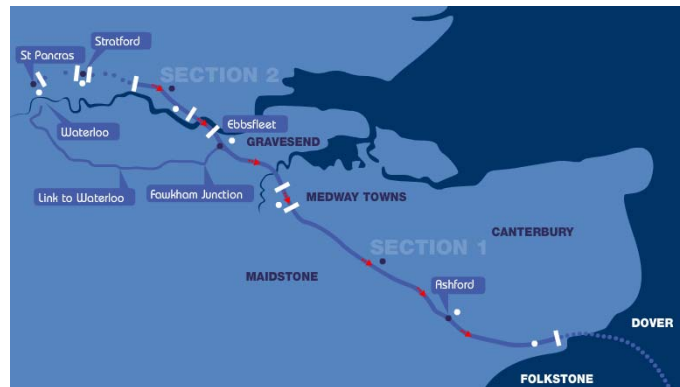 Stratford
St Pancras
SECTION 2
Ebbsfleet
Waterloo
GRAVESEND
Link to Waterloo
Fawkham Junction
MEDWAY TOWNS
CANTERBURY
SECTION 1
MAIDSTONE
Ashford
DOVER
FOLKSTONE